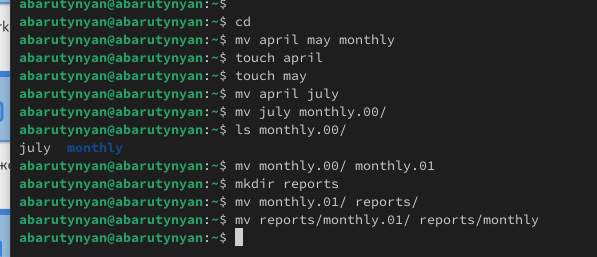 abarutynyan@abarutynyan:~$
abarutynyan@abarutynyan:~$ cd
abarutynyan@abarutynyan:~$ mv april may monthly
abarutynyan@abarutynyan:~$ touch april
abarutynyan@abarutynyan:~$ touch may
abarutynyan@abarutynyan:~$ mv april july
abarutynyan@abarutynyan:~$ mv july monthly.00/
abarutynyan@abarutynyan:~$ ls monthly.00/
july  monthly
abarutynyan@abarutynyan:~$ mv monthly.00/ monthly.01
abarutynyan@abarutynyan:~$ mkdir reports
abarutynyan@abarutynyan:~$ mv monthly.01/ reports/
abarutynyan@abarutynyan:~$ mv reports/monthly.01/ reports/monthly
abarutynyan@abarutynyan:~$